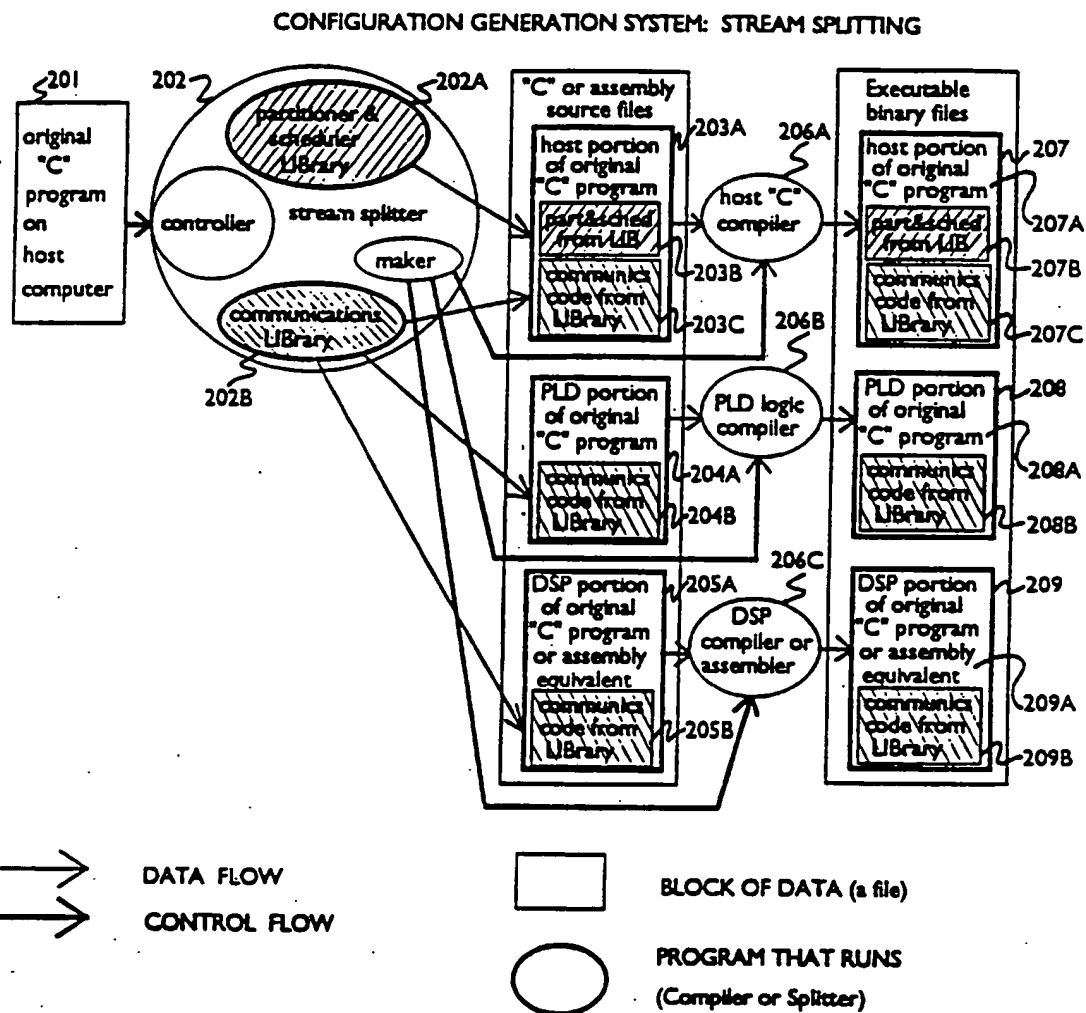 CONFIGURATION GENERATION SYSTEM: STREAM SPLITTING
201
original
"C"
program
on
host
computer
202
202A
partitioner &
scheduler
LIBrary
controller
stream splitter
maker
communications
LIBrary
202B
"C" or assembly
source files
203A
host portion
of original
"C" program
part&sched
from LIB
203B
communics
code from
LIBrary
203C
PLD portion
of original
"C" program
204A
communics
code from
LIBrary
204B
DSP portion
of original
"C" program
or assembly
equivalent
205A
communics
code from
LIBrary
205B
206A
host "C"
compiler
206B
PLD logic
compiler
206C
DSP
compiler or
assembler
Executable
binary files
207
host portion
of original
"C" program
207A
part&sched
from LIB
207B
communics
code from
LIBrary
207C
208
PLD portion
of original
"C" program
208A
communics
code from
LIBrary
208B
209
DSP portion
of original
"C" program
or assembly
equivalent
209A
communics
code from
LIBrary
209B
DATA FLOW
CONTROL FLOW
BLOCK OF DATA (a file)
PROGRAM THAT RUNS
(Compiler or Splitter)